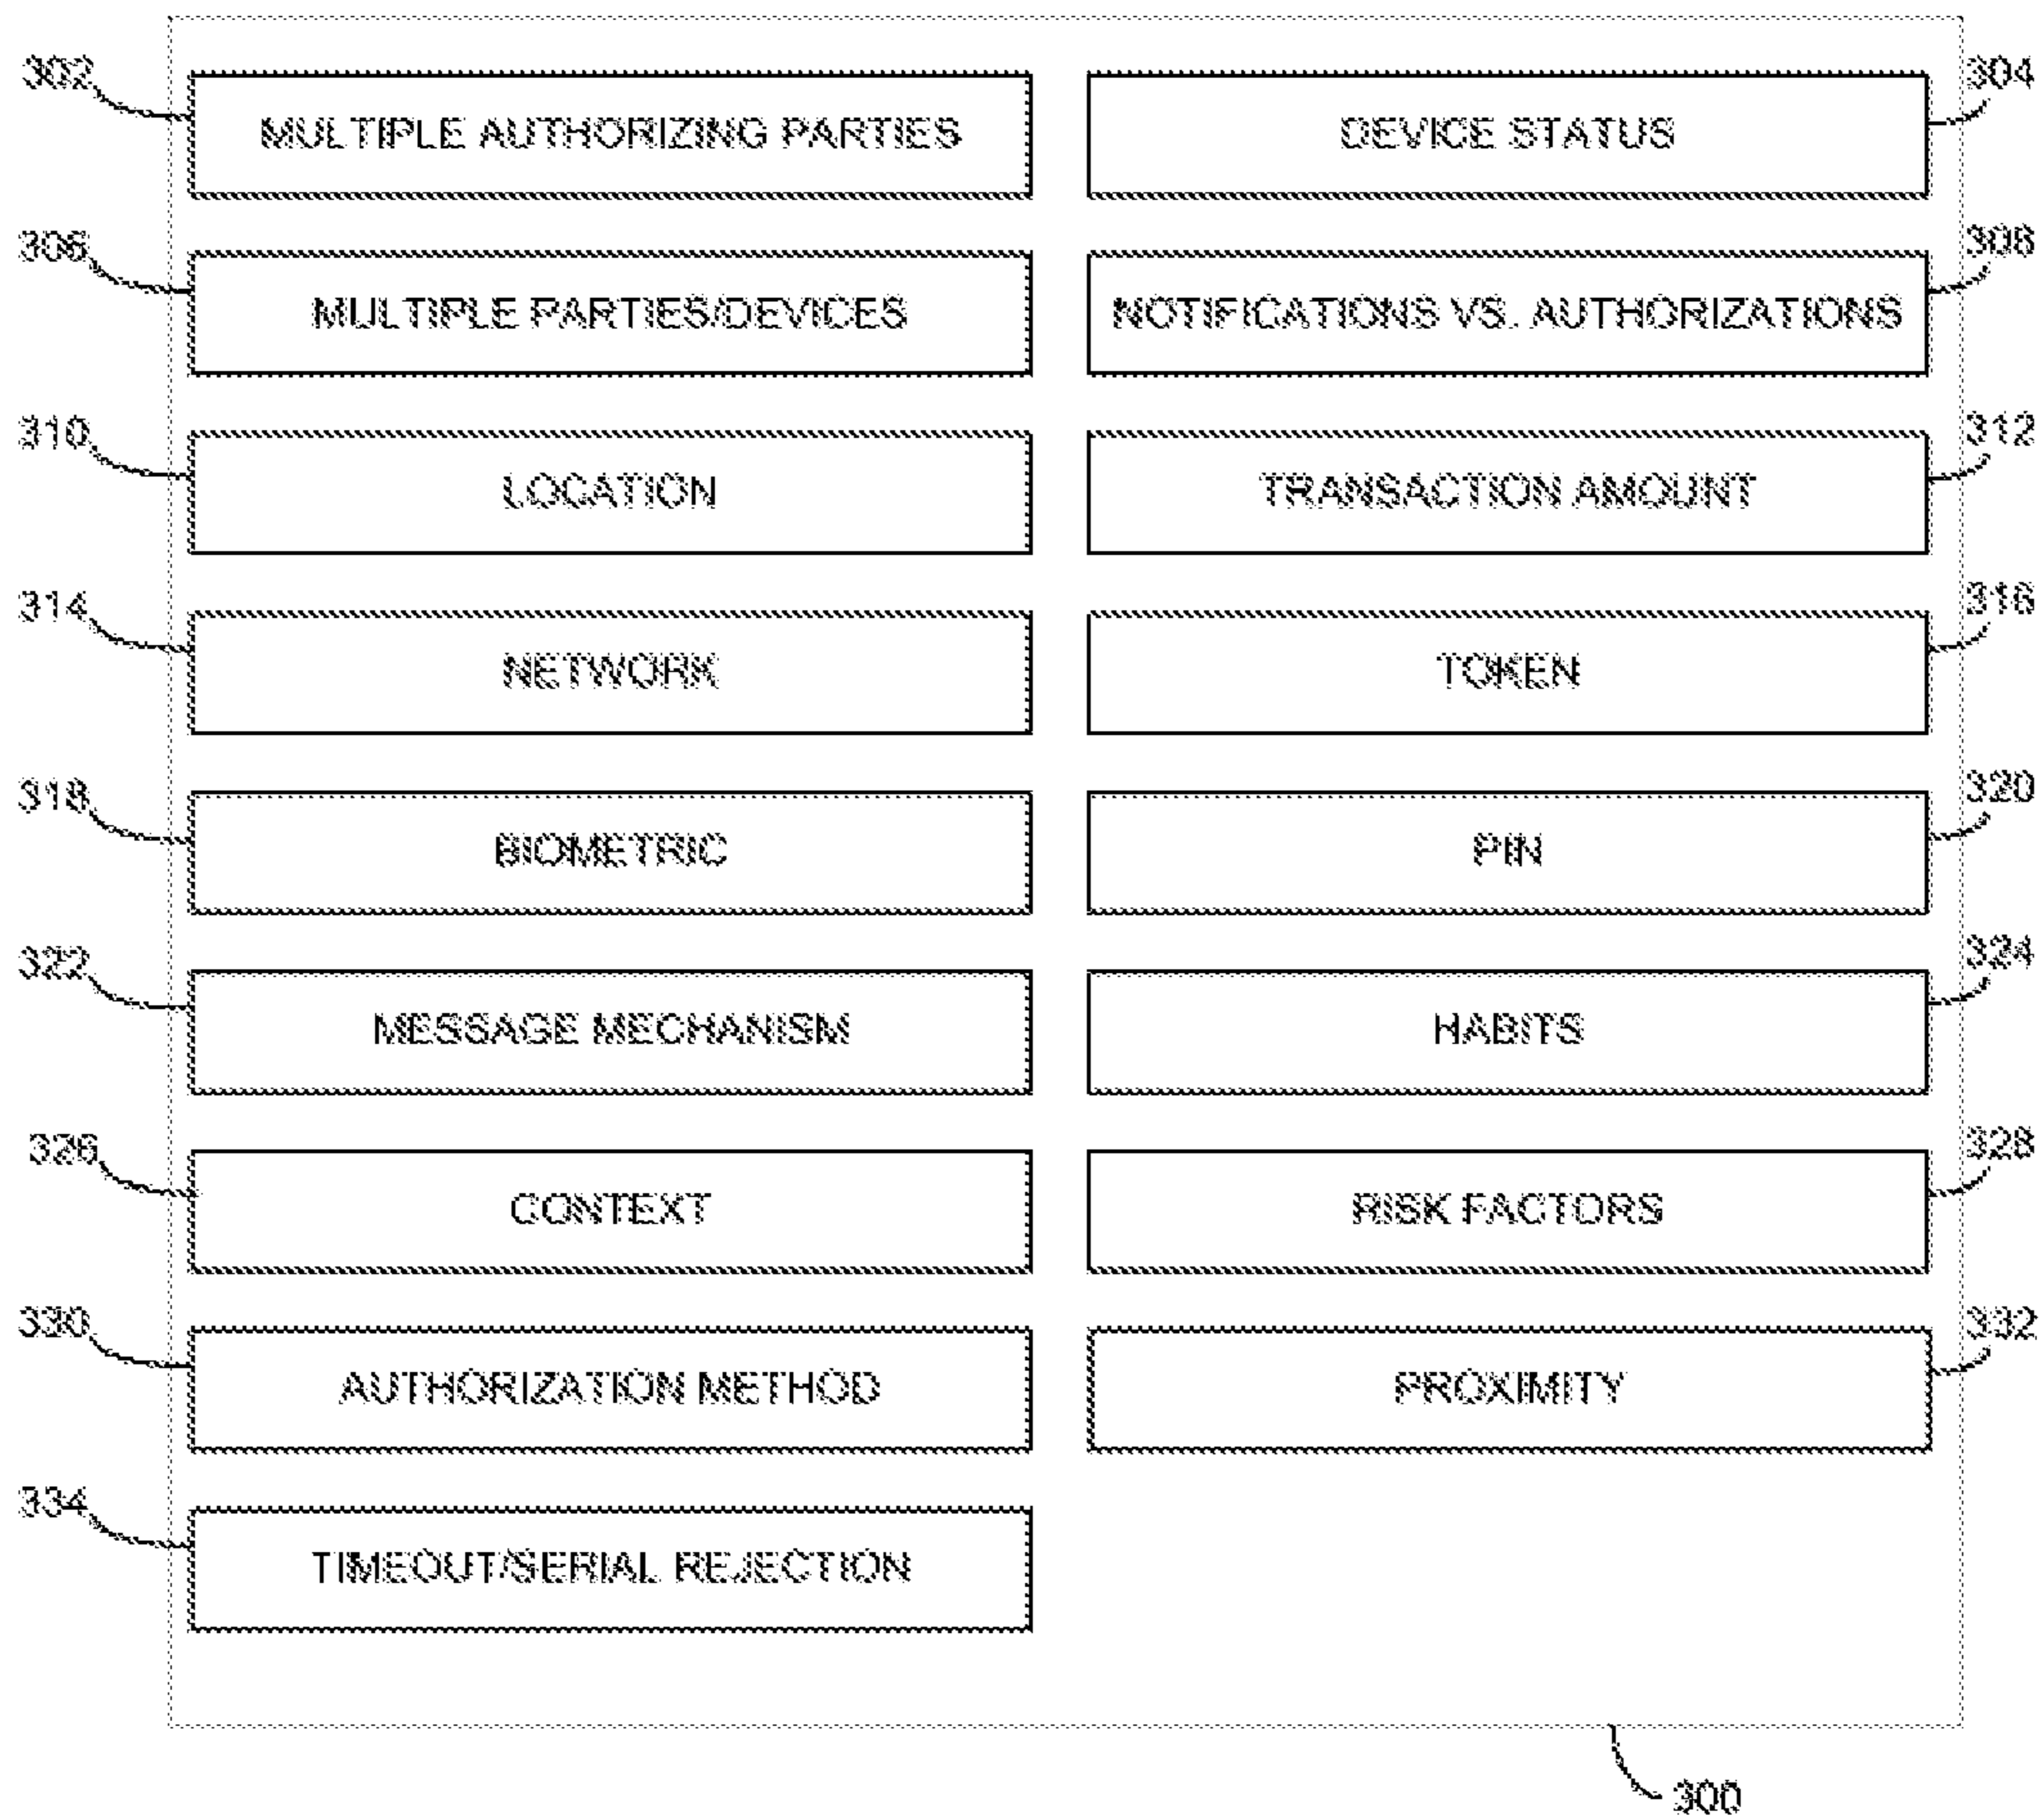 302 MULTIPLE AUTHORIZING PARTIES DEVICE STATUS 304
306 MULTIPLE PARTIES/DEVICES NOTIFICATIONS VS. AUTHORIZATIONS 308
310 LOCATION TRANSACTION AMOUNT 312
314 NETWORK TOKEN 316
318 BIOMETRIC PIN 320
322 MESSAGE MECHANISM HABITS 324
326 CONTEXT RISK FACTORS 328
330 AUTHORIZATION METHOD PROXIMITY 332
334 TIMEOUT/SERIAL REJECTION
300